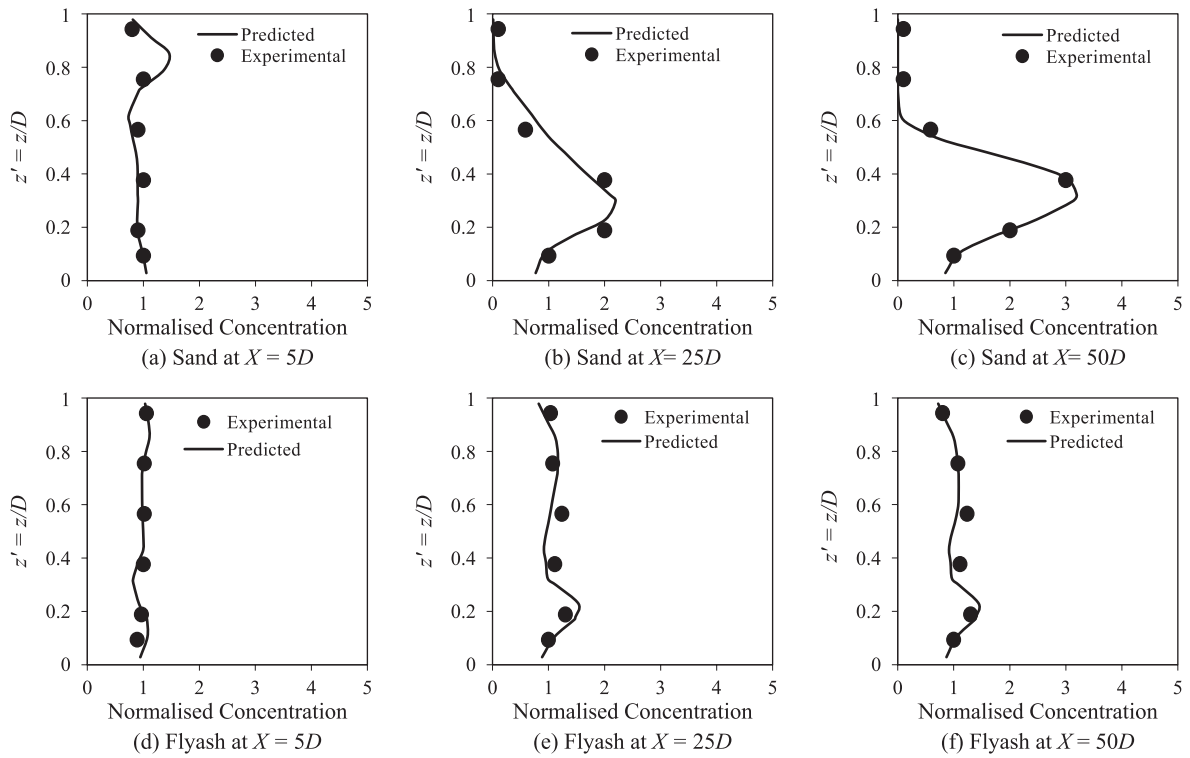 1
0.8
0.6
0.4
0.2
0
z' = z/D
Predicted
Experimental
0 1 2 3 4 5
Normalised Concentration
(a) Sand at X = 5D
1
0.8
0.6
0.4
0.2
0
z' = z/D
Predicted
Experimental
0 1 2 3 4 5
Normalised Concentration
(b) Sand at X= 25D
1
0.8
0.6
0.4
0.2
0
z' = z/D
Predicted
Experimental
0 1 2 3 4 5
Normalised Concentration
(c) Sand at X= 50D
1
0.8
0.6
0.4
0.2
0
z' = z/D
Experimental
Predicted
0 1 2 3 4 5
Normalised Concentration
(d) Flyash at X = 5D
1
0.8
0.6
0.4
0.2
0
z' = z/D
Experimental
Predicted
0 1 2 3 4 5
Normalised Concentration
(e) Flyash at X = 25D
1
0.8
0.6
0.4
0.2
0
z' = z/D
Experimental
Predicted
0 1 2 3 4 5
Normalised Concentration
(f) Flyash at X = 50D